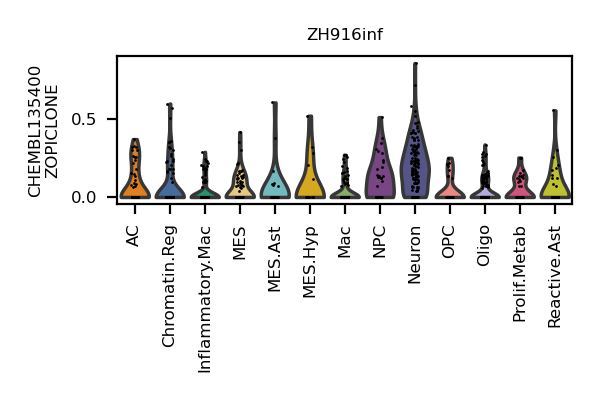 ZH916inf
CHEMBL135400
ZOPICLONE
0.5
0.0
AC
Chromatin.Reg
Inflammatory.Mac
MES
MES.Ast
MES.Hyp
Mac
NPC
Neuron
OPC
Oligo
Prolif.Metab
Reactive.Ast